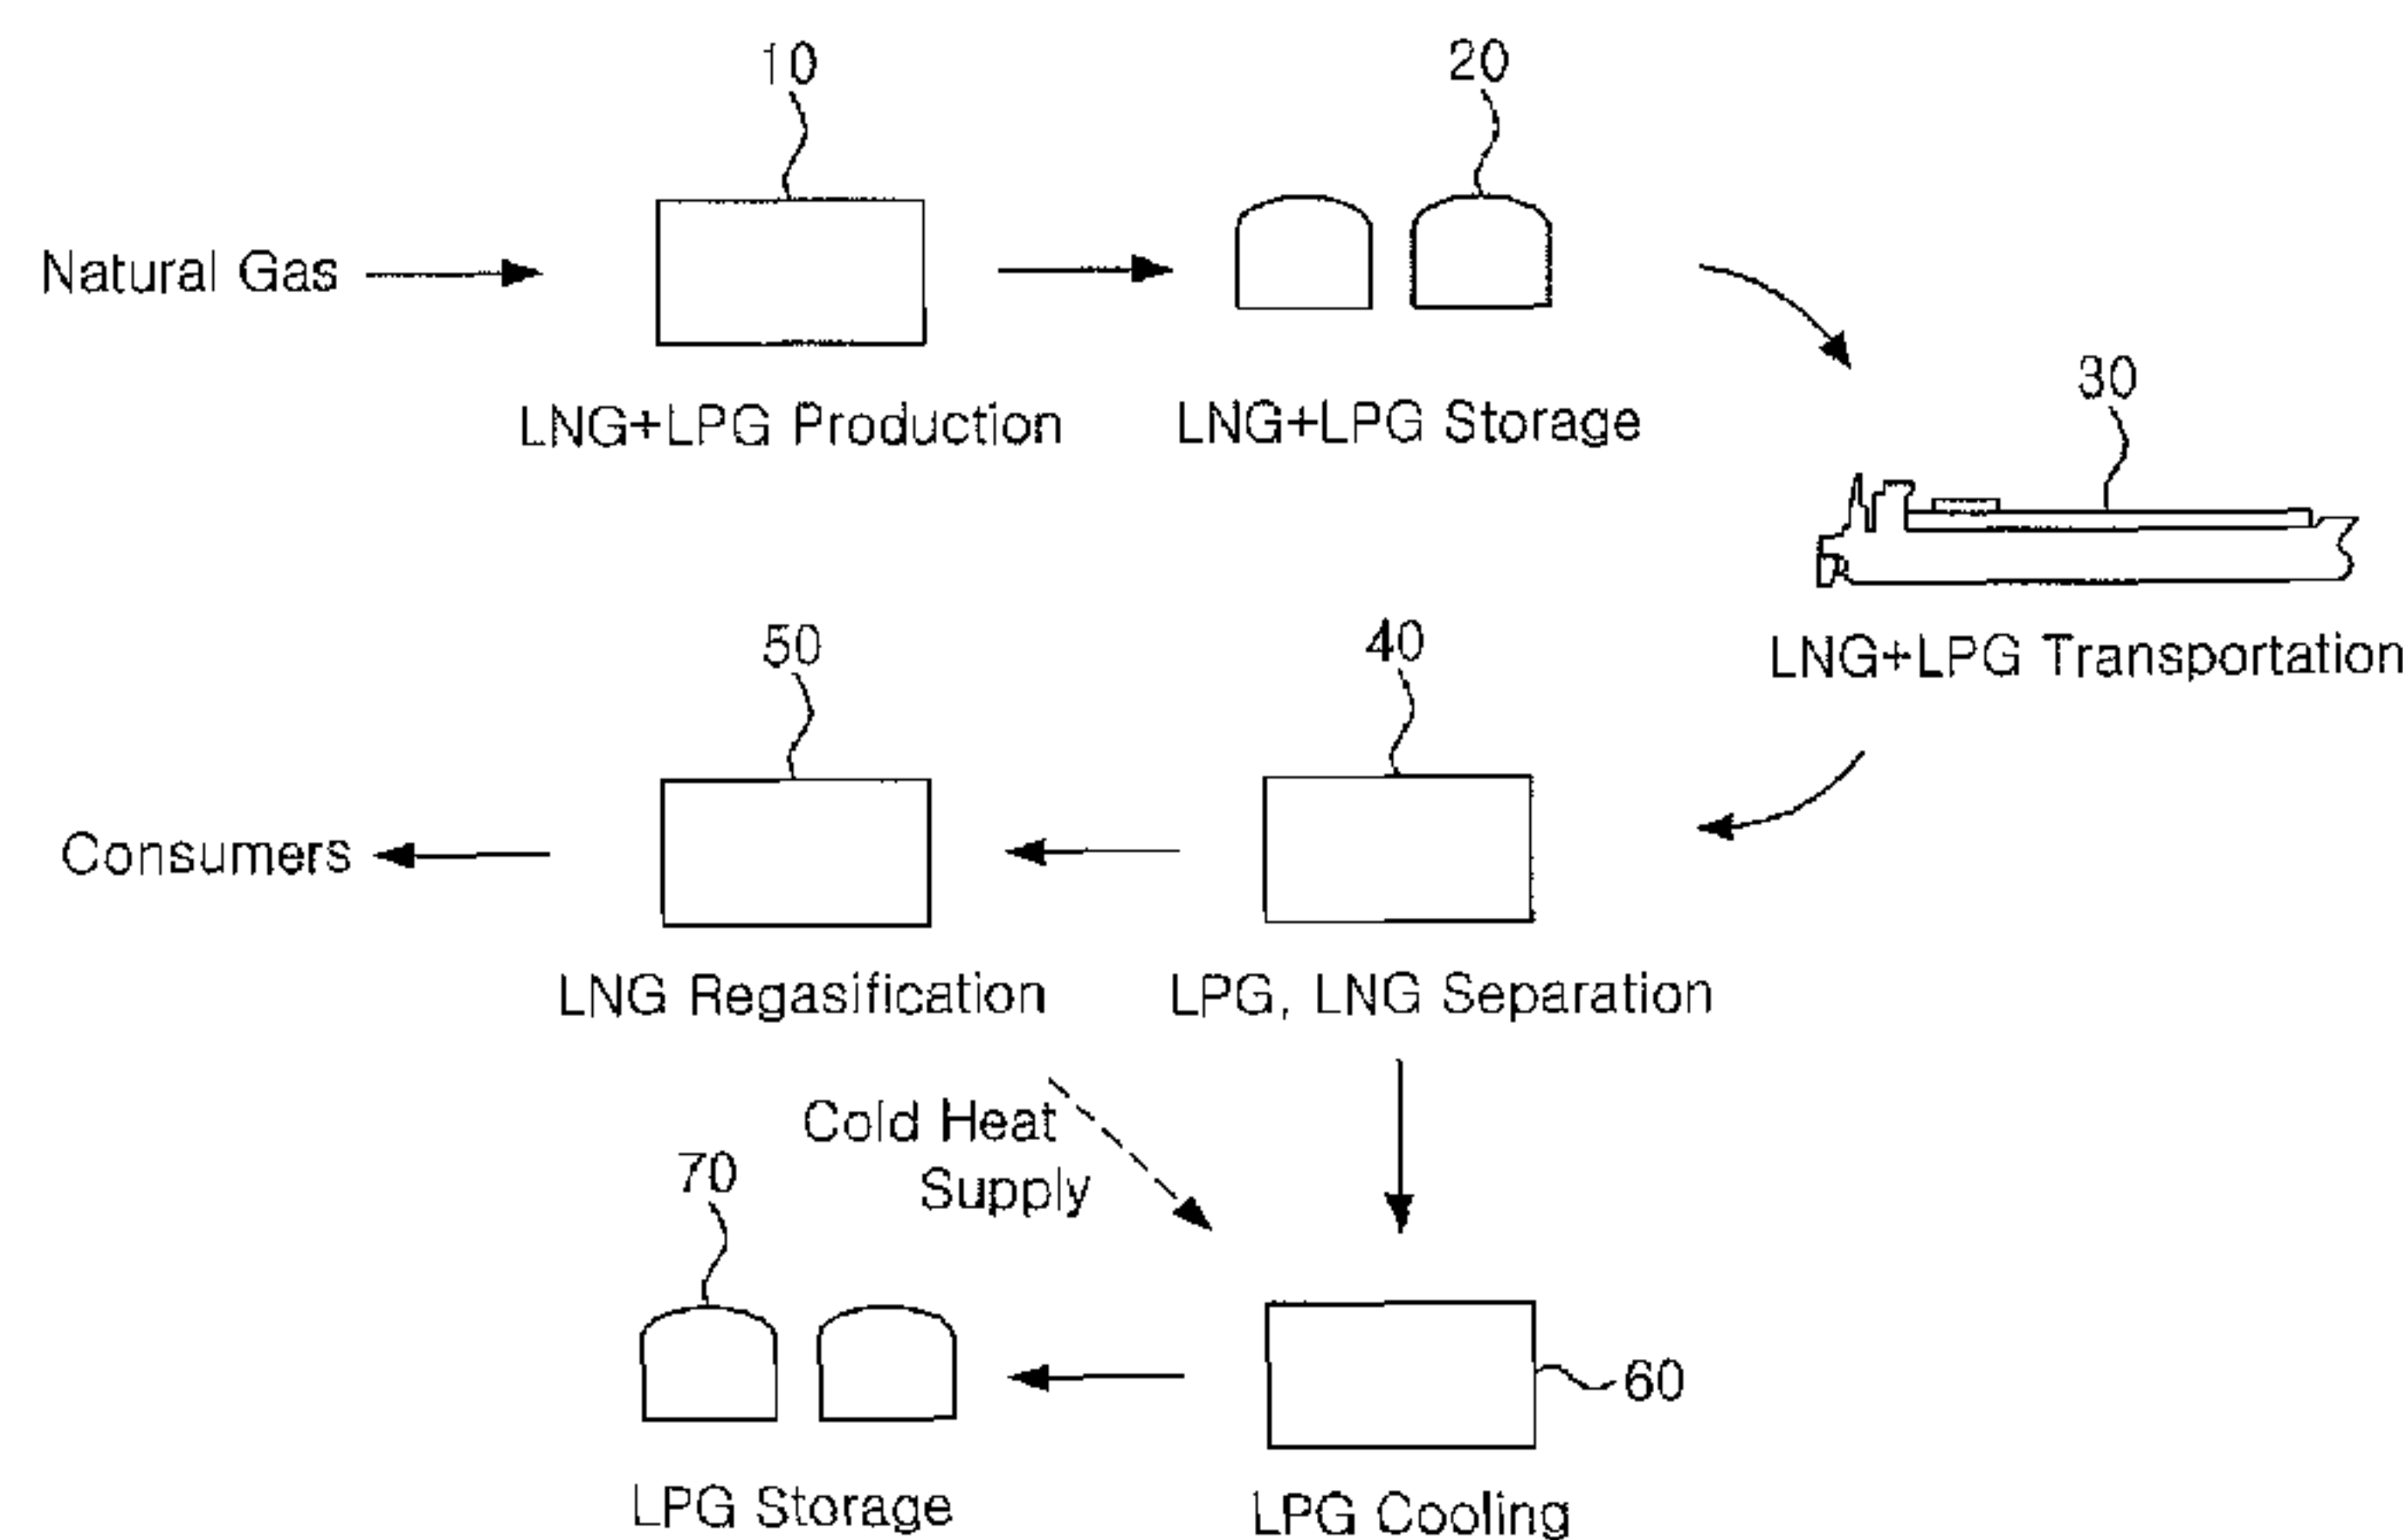 10
20
Natural Gas
LNG+LPG Production
LNG+LPG Storage
30
LNG+LPG Transportation
50
40
Consumers
LNG Regasification
LPG, LNG Separation
Cold Heat
Supply
70
60
LPG Storage
LPG Cooling